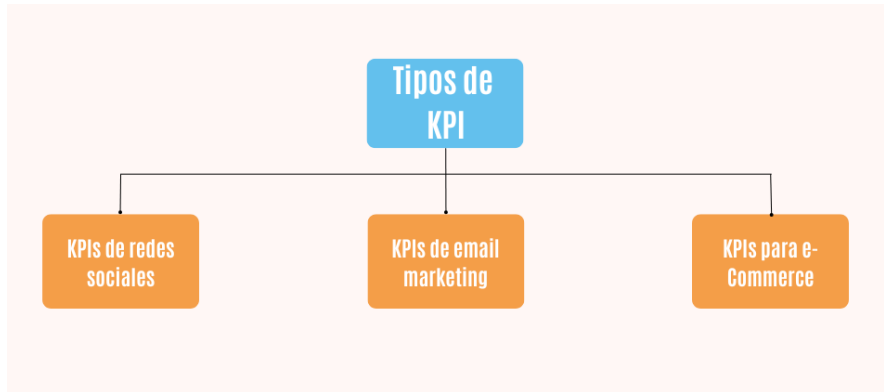 Tipos de
KPI
KPIs de redes
sociales
KPIs de email
marketing
KPIs para e-
Commerce